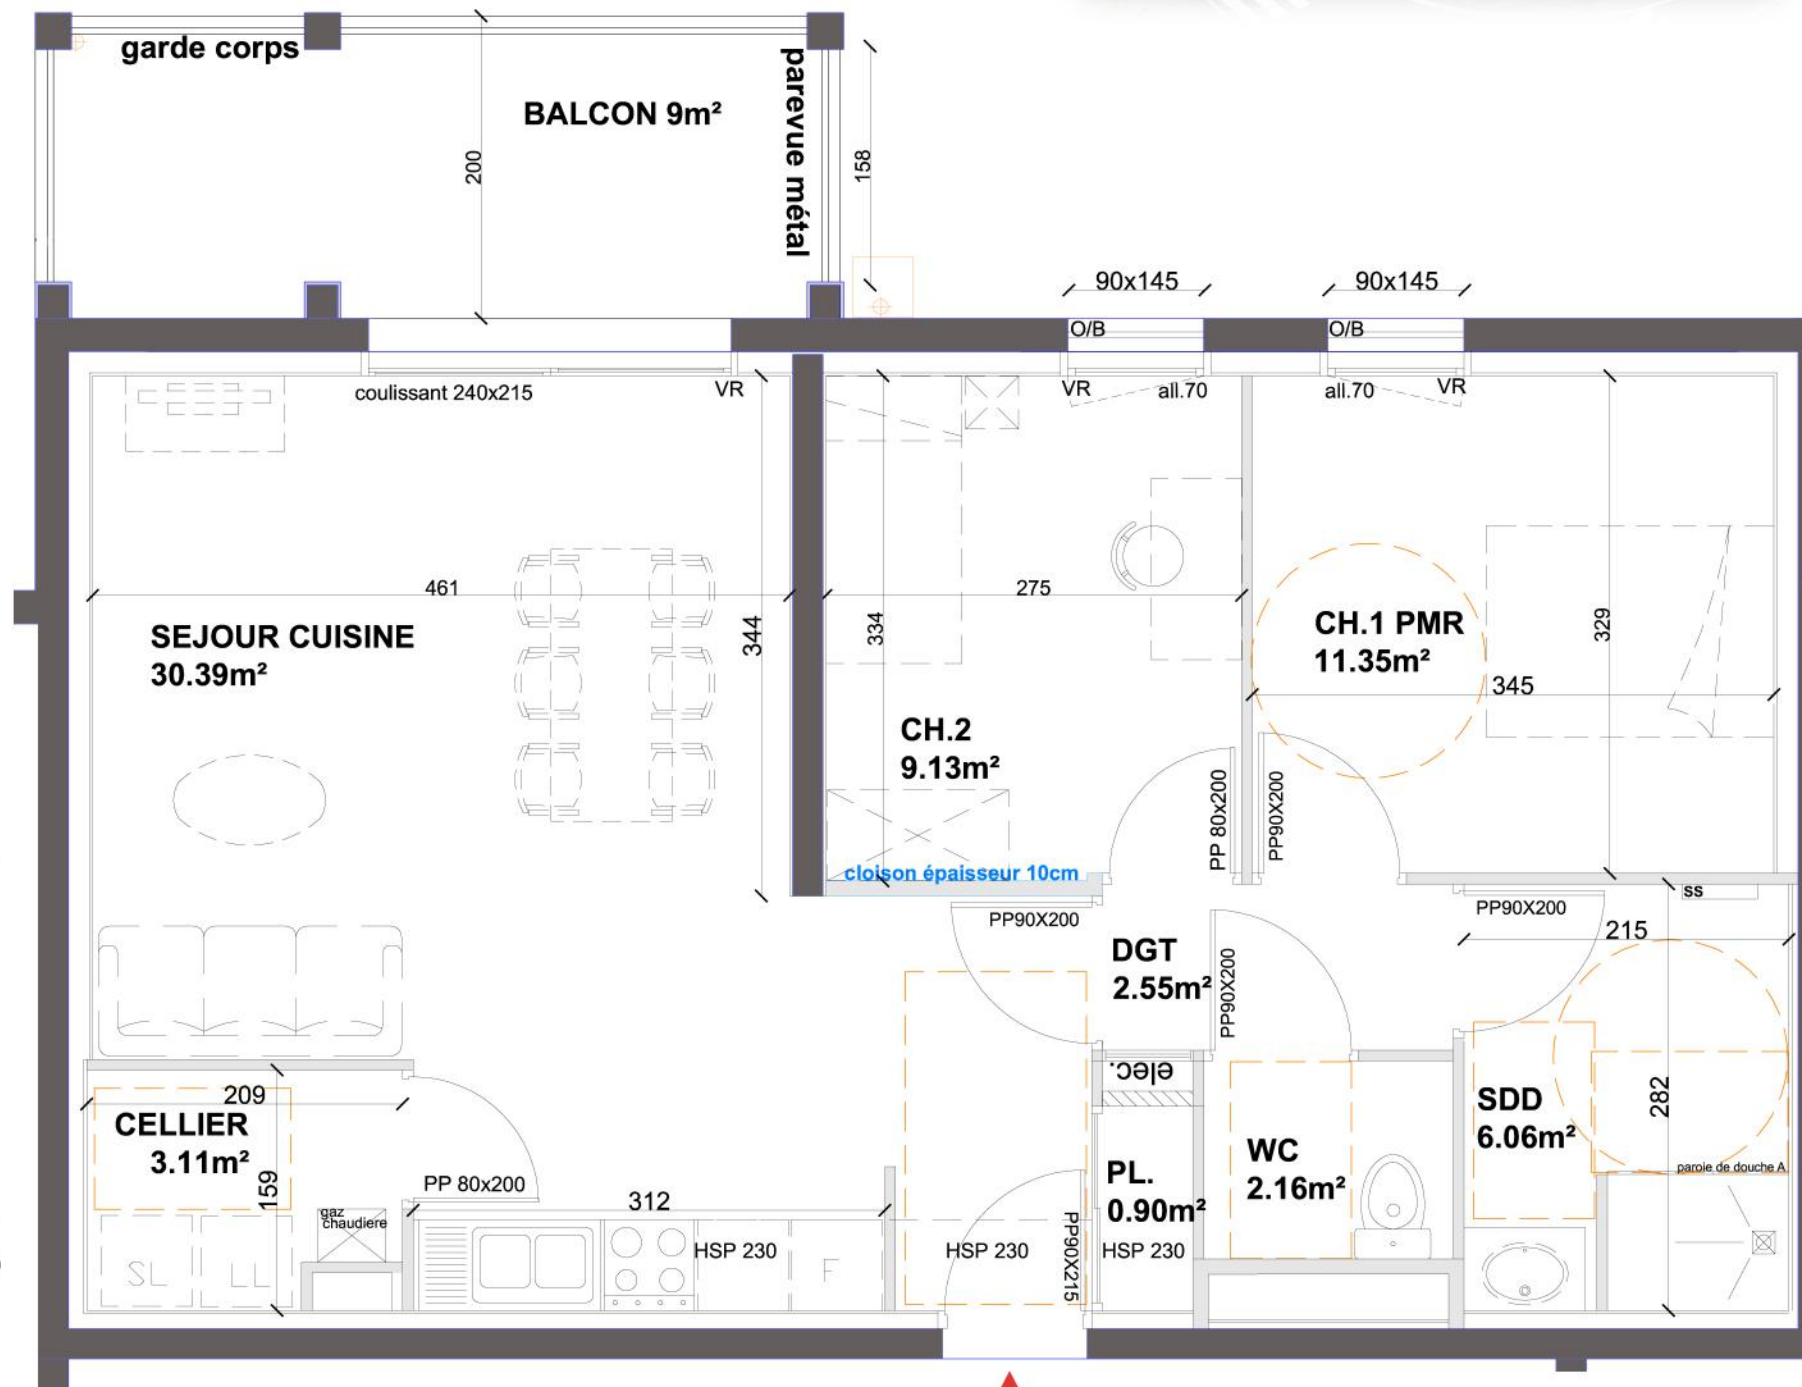 garde corps
BALCON 9m²
parevue métal
200
158
90x145
90x145
O/B
O/B
coulissant 240x215
VR
VR
all.70
all.70
VR
461
275
344
334
329
SEJOUR CUISINE
30.39m²
CH.1 PMR
11.35m²
345
CH.2
9.13m²
PP 80x200
PP90X200
cloison épaisseur 10cm
PP90X200
PP90X200
ss
215
DGT
2.55m²
PP90X200
elec.
209
CELLIER
3.11m²
159
PP 80x200
312
gaz
chaudiere
SL
LL
HSP 230
F
HSP 230
PP90X215
PL.
0.90m²
HSP 230
WC
2.16m²
SDD
6.06m²
282
paroie de douche A